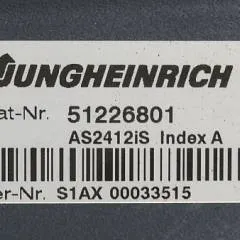 JUNGHEINRICH
at-Nr. 51226801
AS2412iS Index A
er-Nr. S1AX 00033515